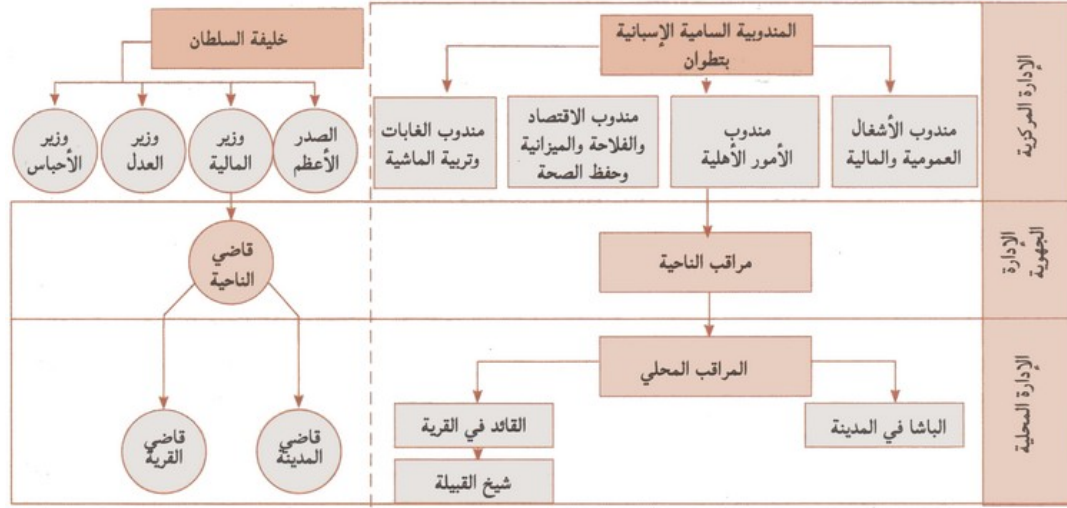 الإدارة المركزية
المندوبية السامية الإسبانية
بتطوان
مندوب الأشغال
العمومية والمالية
مندوب
الأمور الأهلية
مندوب الاقتصاد
والفلاحة والميزانية
وحفظ الصحة
مندوب الغابات
وتربية الماشية
خليفة السلطان
الصدر
الأعظم
وزير
المالية
وزير
العدل
وزير
الأحباس
الإدارة
الجهوية
مراقب الناحية
قاضي
الناحية
الإدارة المحلية
المراقب المحلي
الباشا في المدينة
القائد في القرية
شيخ القبيلة
قاضي
المدينة
قاضي
القرية